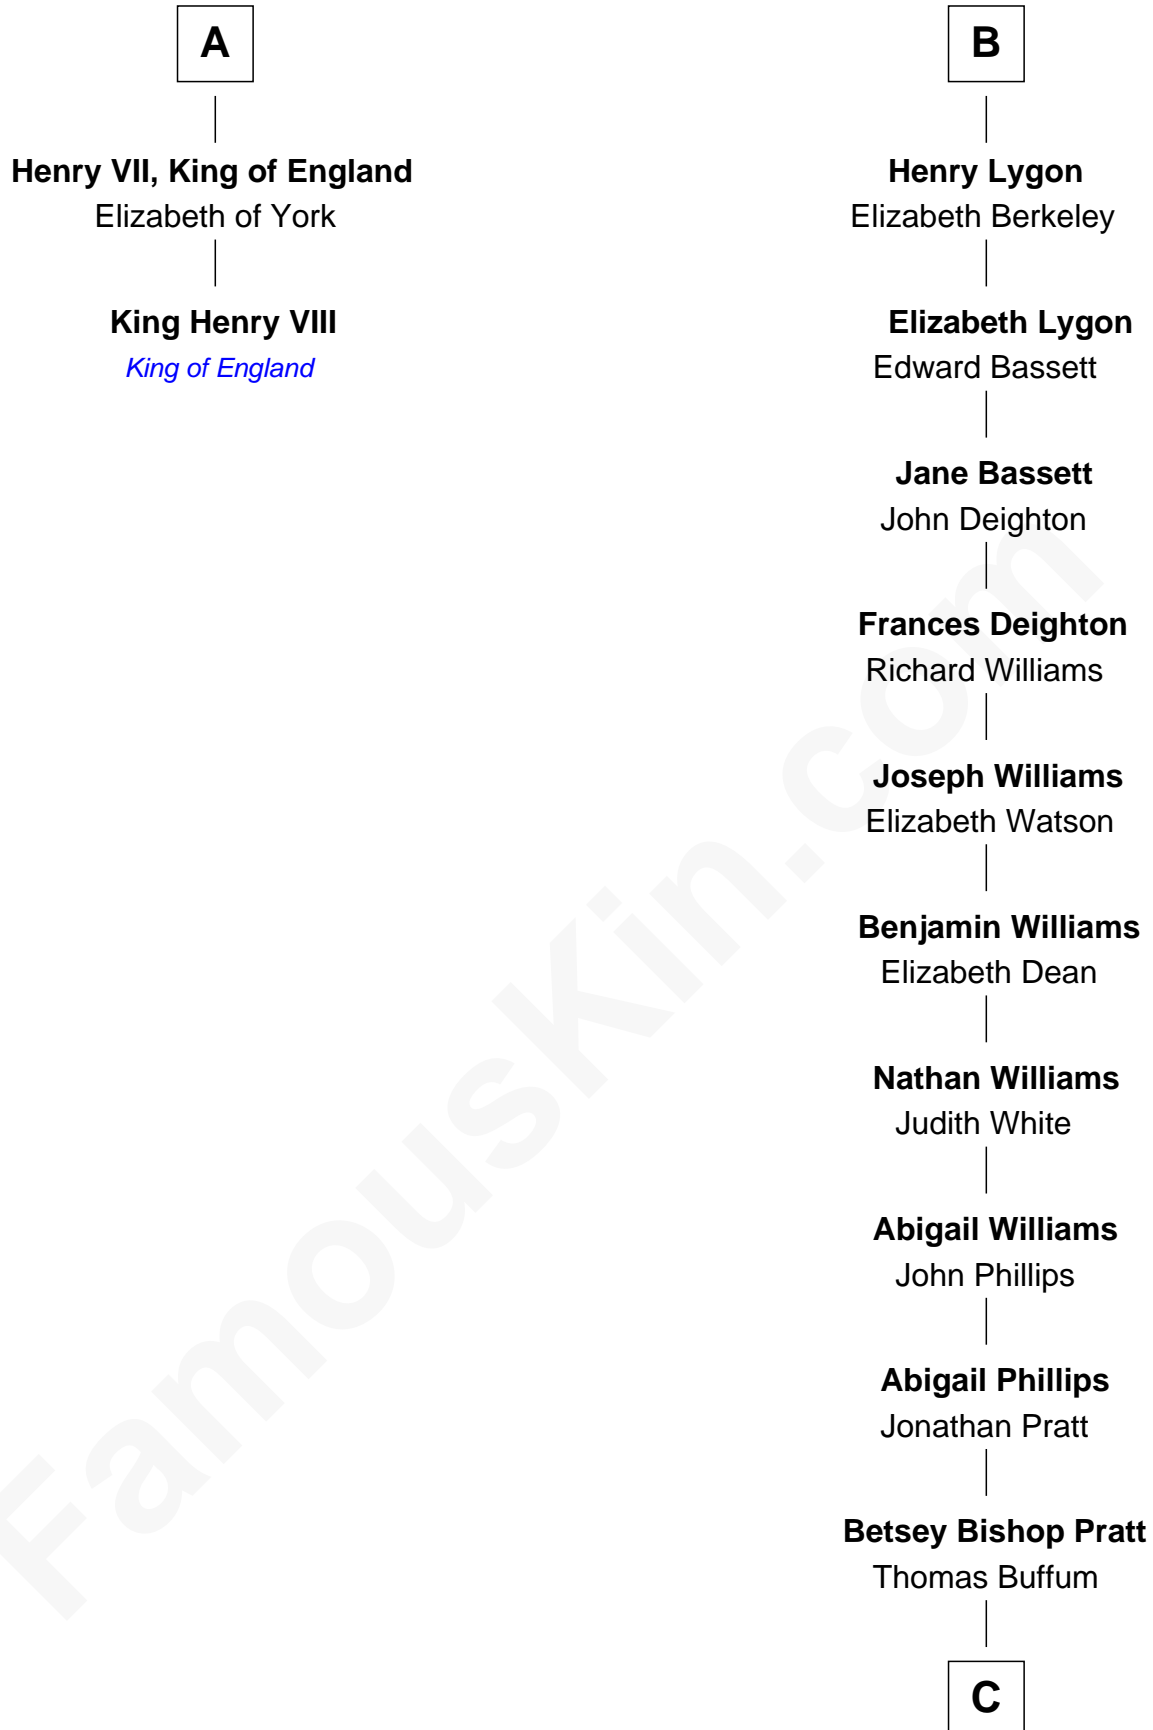 A
Henry VII, King of England
Elizabeth of York
King Henry VIII
King of England
B
Henry Lygon
Elizabeth Berkeley
Elizabeth Lygon
Edward Bassett
Jane Bassett
John Deighton
Frances Deighton
Richard Williams
Joseph Williams
Elizabeth Watson
Benjamin Williams
Elizabeth Dean
Nathan Williams
Judith White
Abigail Williams
John Phillips
Abigail Phillips
Jonathan Pratt
Betsey Bishop Pratt
Thomas Buffum
C
FamousKin.com